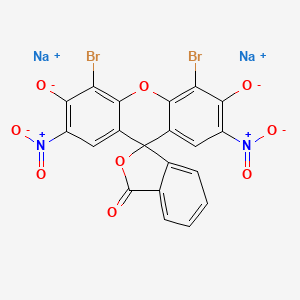 Na + Br Br Na +
O- O O-
O- N+ O N+ O-
O O O
O